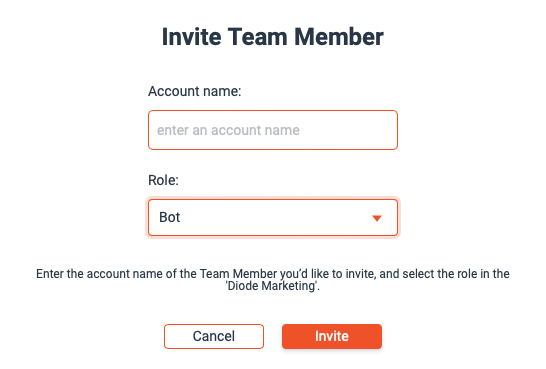 Invite Team Member
Account name:
enter an account name
Role:
Bot
Enter the account name of the Team Member you’d like to invite, and select the role in the
'Diode Marketing'.
Cancel
Invite